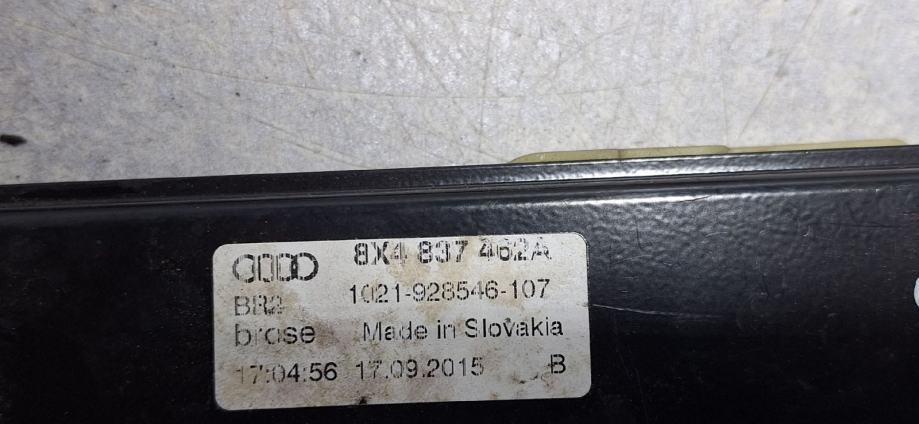 8X4 837 462A
BR2 1021-928546-107
brose Made in Slovakia
17:04:56 17.09.2015 B